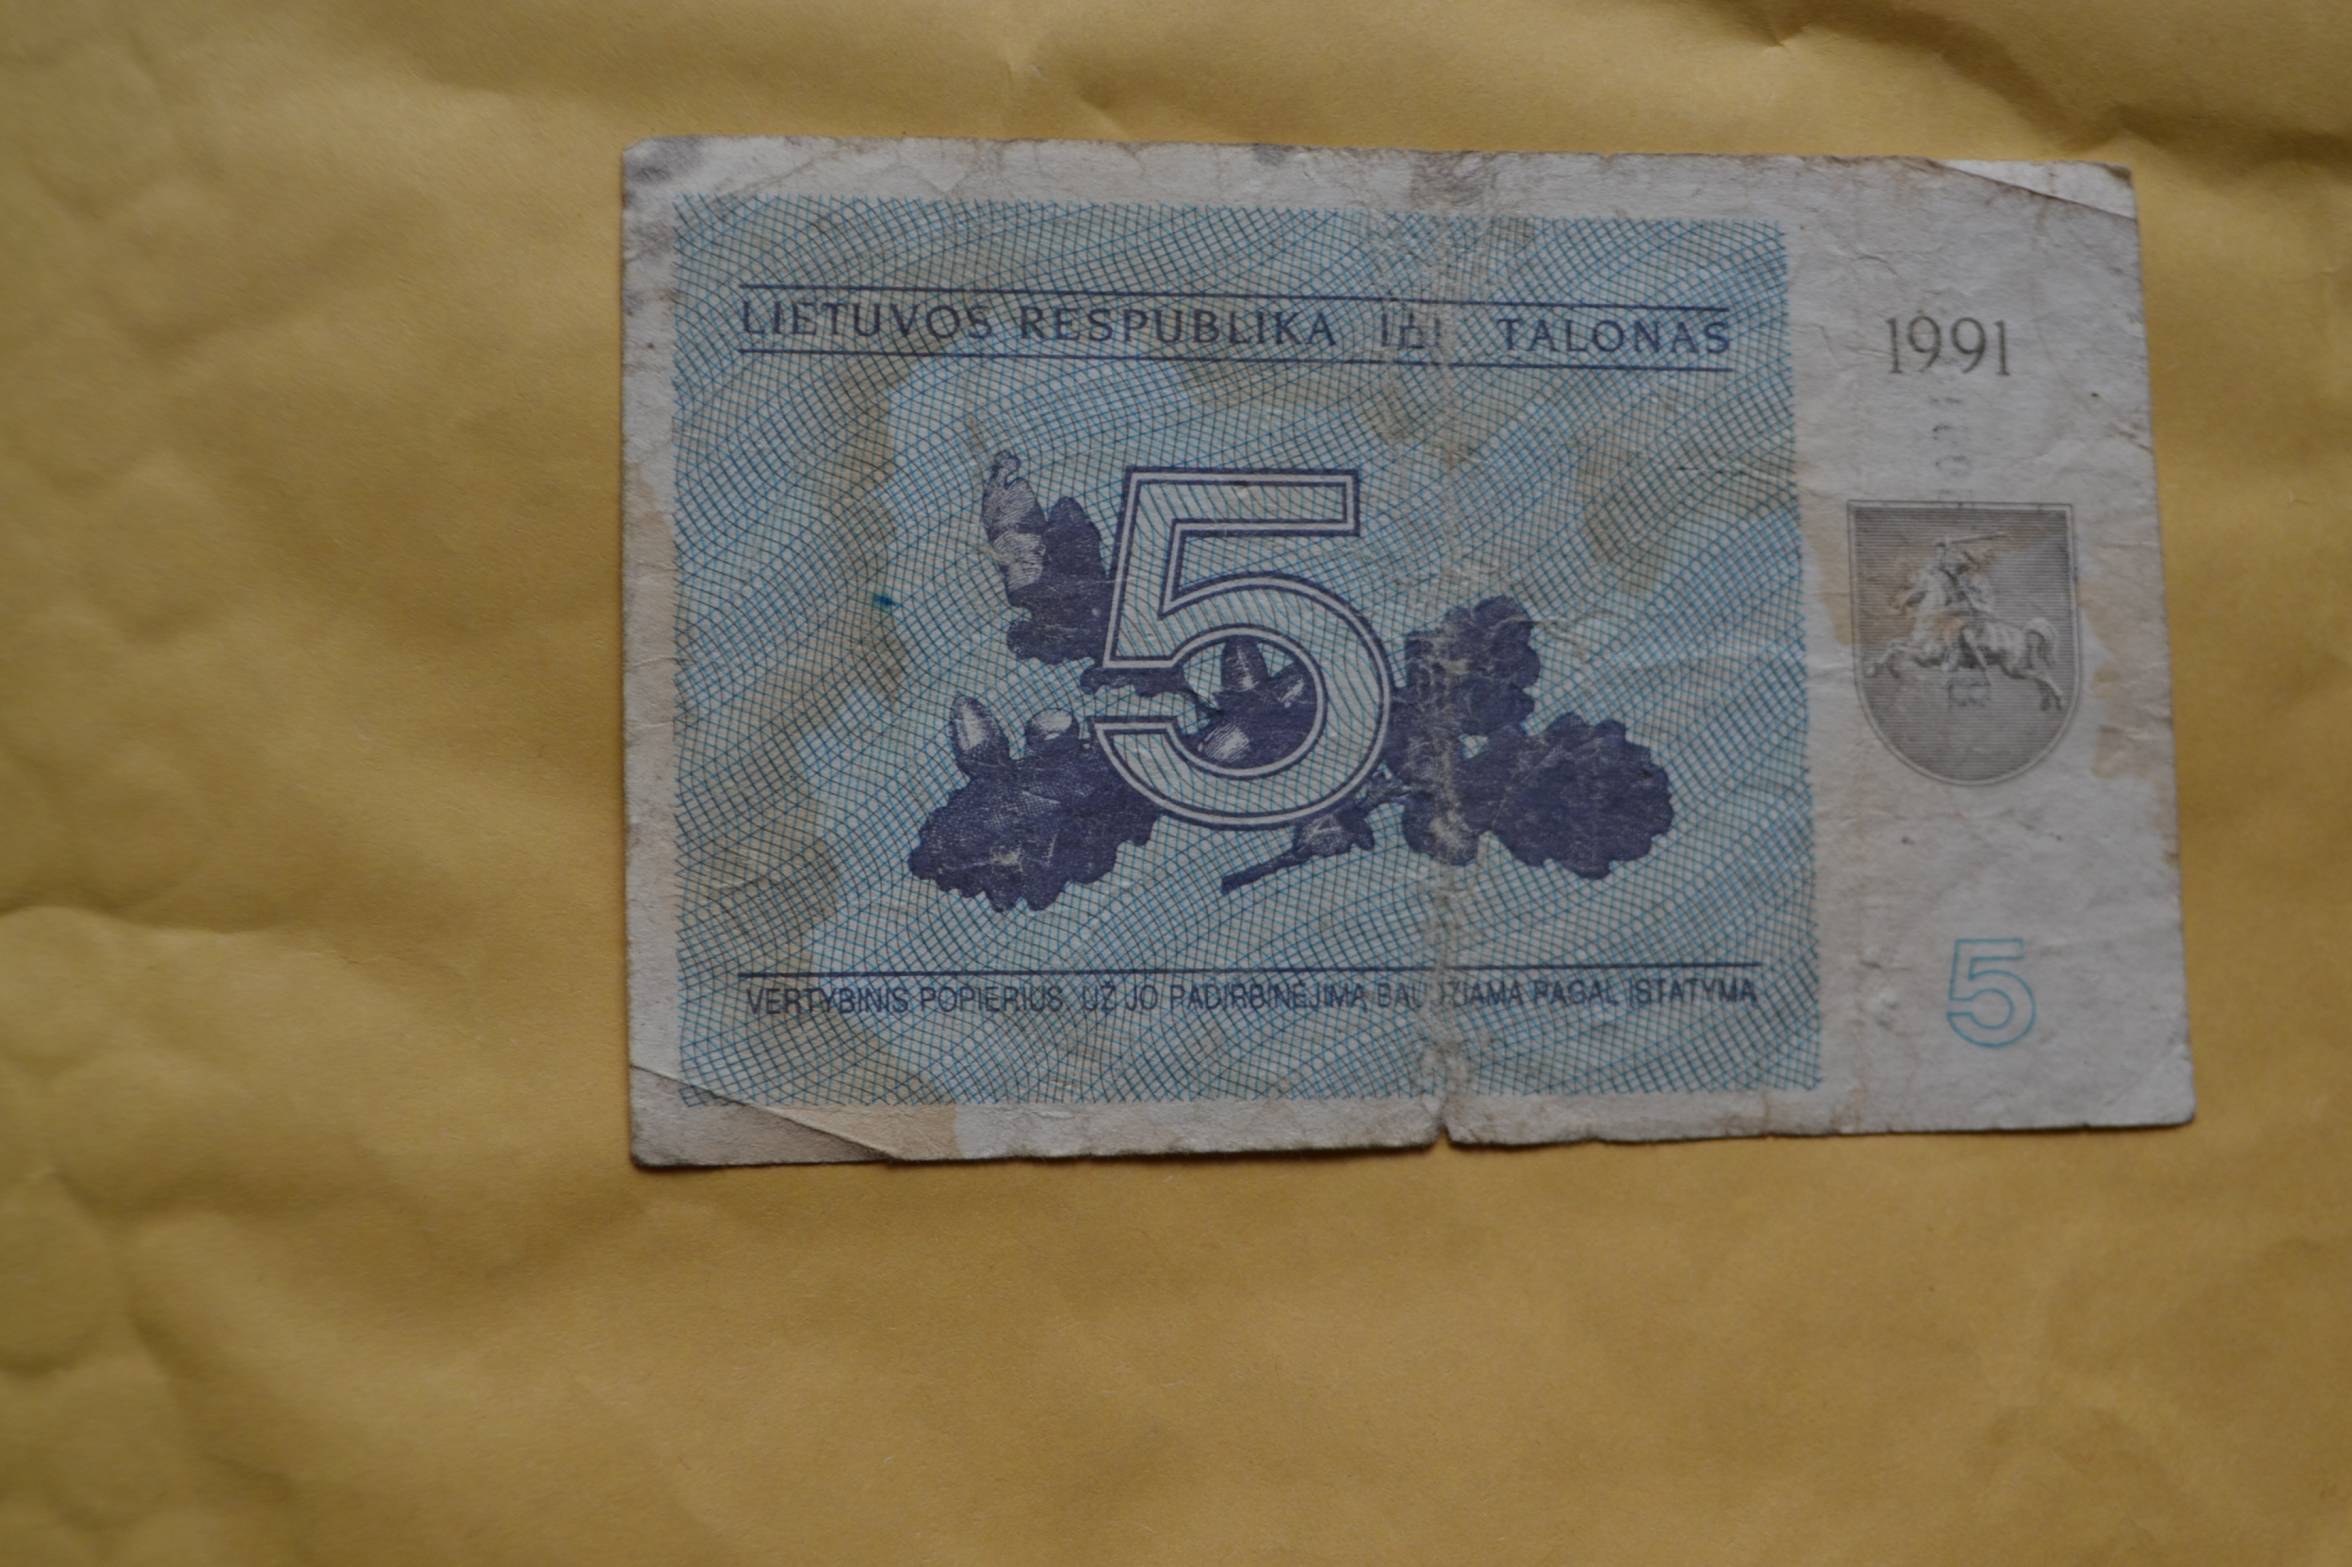 LIETUVOS RESPUBLIKA TALONAS
1991
5
VERTYBINIS POPIERIUS, UŽ JO PADIRBINĖJIMĄ BAUDŽIAMA PAGAL ĮSTATYMĄ
5